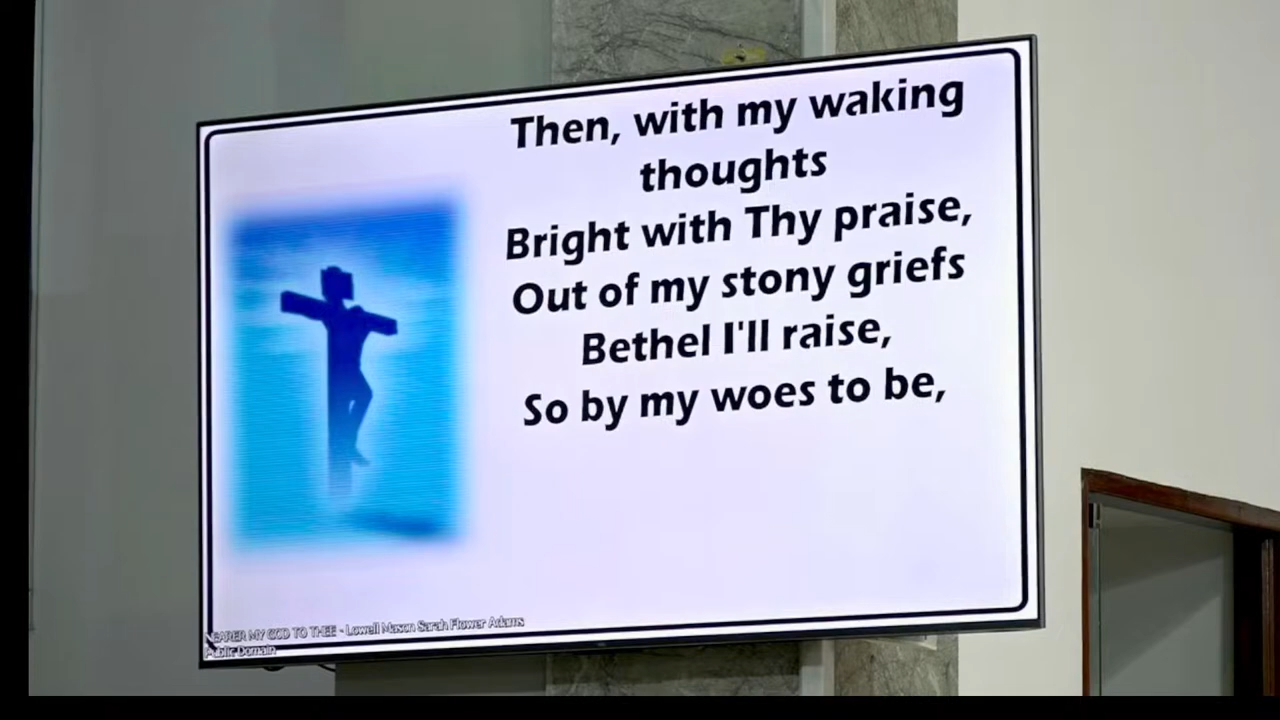 Then, with my waking
thoughts
Bright with Thy praise,
Out of my stony griefs
Bethel I'll raise,
So by my woes to be,
NEARER MY GOD TO THEE - Lowell Mason Sarah Flower Adams
Public Domain